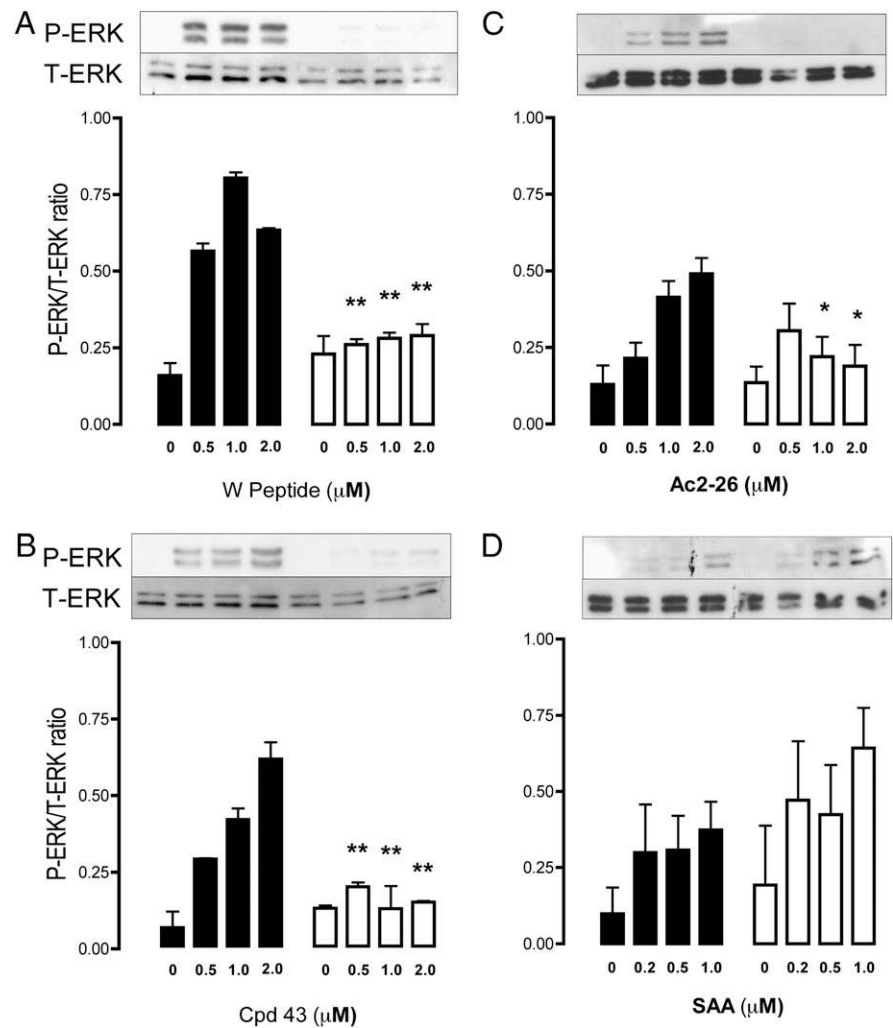 A
P-ERK
T-ERK
1.00
0.75
0.50
0.25
0.00
P-ERK/T-ERK ratio
** ** **
0 0.5 1.0 2.0 0 0.5 1.0 2.0
W Peptide (μM)
C
1.00
0.75
0.50
0.25
0.00
* *
0 0.5 1.0 2.0 0 0.5 1.0 2.0
Ac2-26 (μM)
B
P-ERK
T-ERK
1.00
0.75
0.50
0.25
0.00
P-ERK/T-ERK ratio
** ** **
0 0.5 1.0 2.0 0 0.5 1.0 2.0
Cpd 43 (μM)
D
1.00
0.75
0.50
0.25
0.00
0 0.2 0.5 1.0 0 0.2 0.5 1.0
SAA (μM)